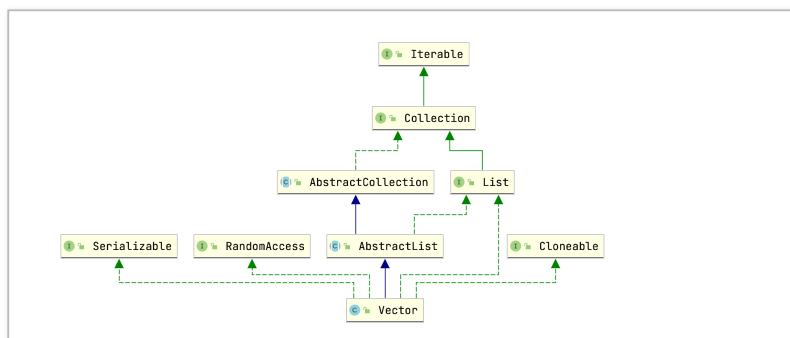 I Iterable
I Collection
C AbstractCollection
I List
I Serializable
I RandomAccess
C AbstractList
I Cloneable
C Vector